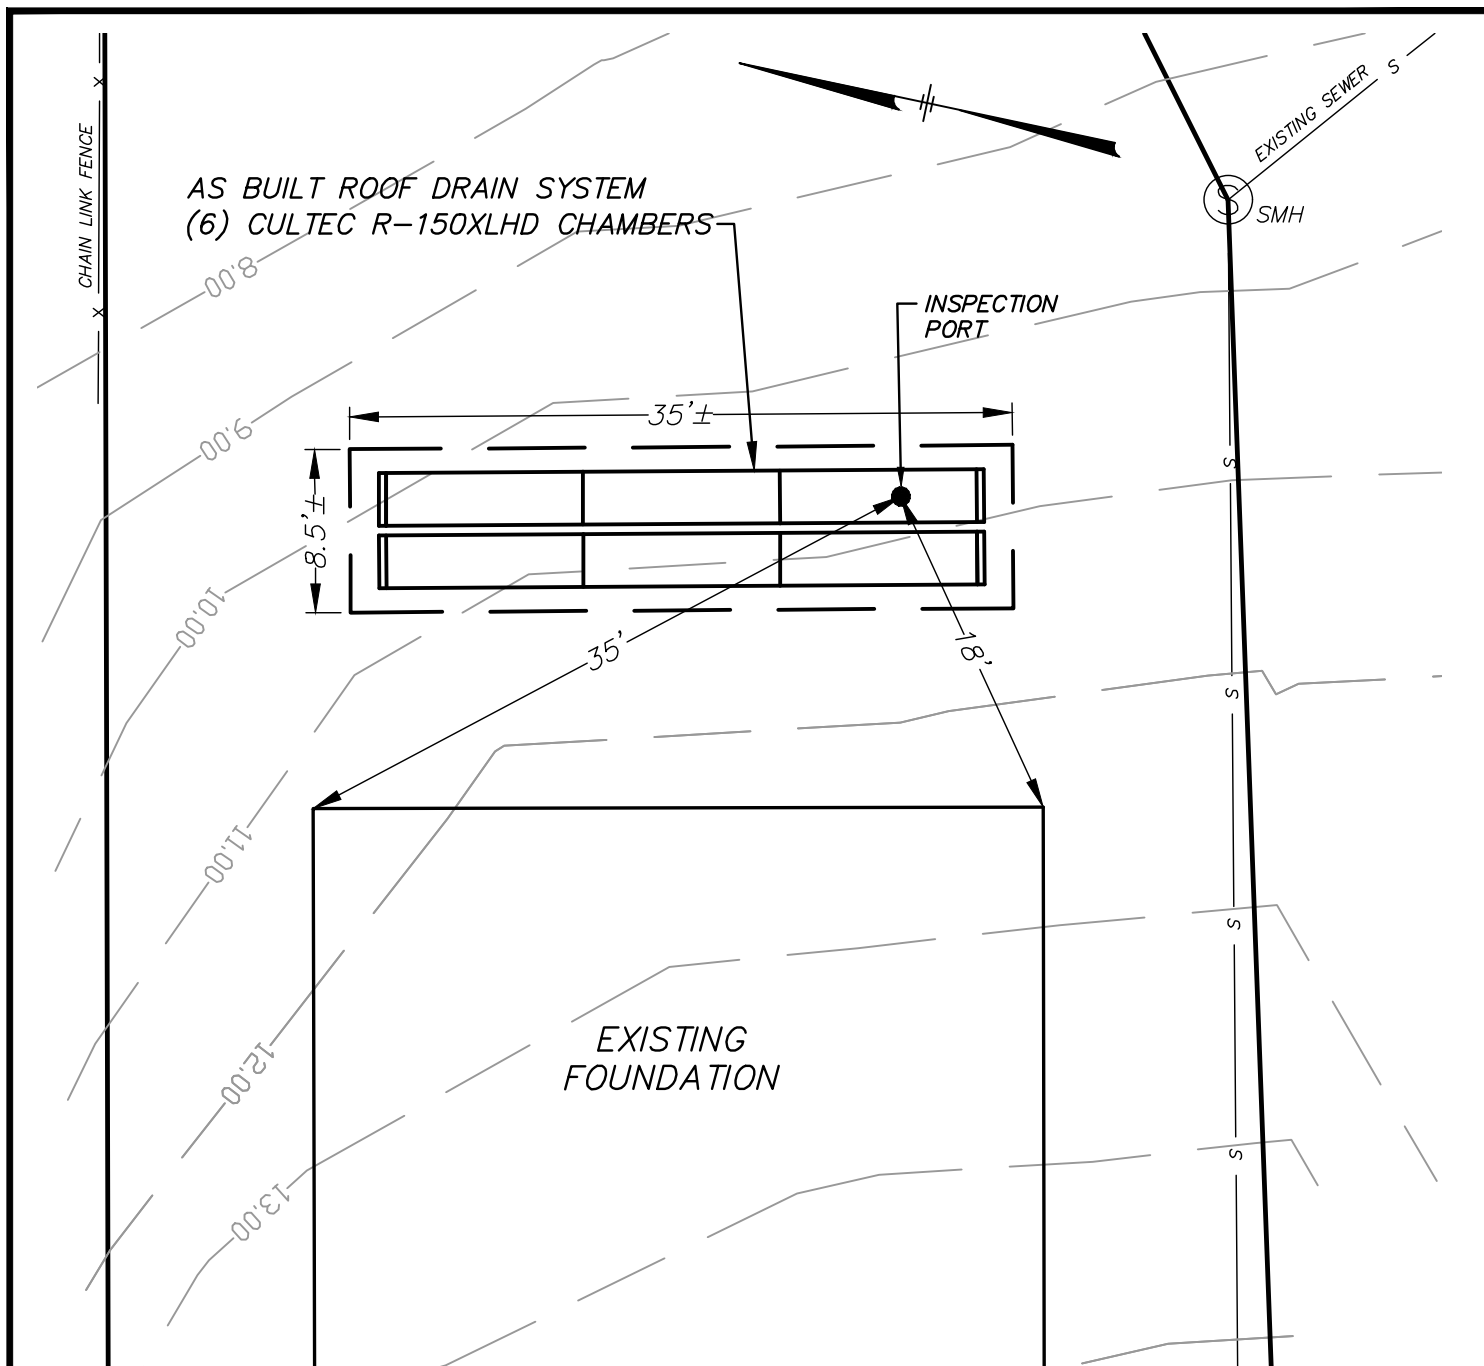 EXISTING SEWER
S
CHAIN LINK FENCE
X
X
AS BUILT ROOF DRAIN SYSTEM
(6) CULTEC R-150XLHD CHAMBERS
S
SMH
8.00
INSPECTION
PORT
35'±
9.00
S
8.5'±
10.00
35'
18'
S
11.00
S
EXISTING
FOUNDATION
12.00
S
13.00